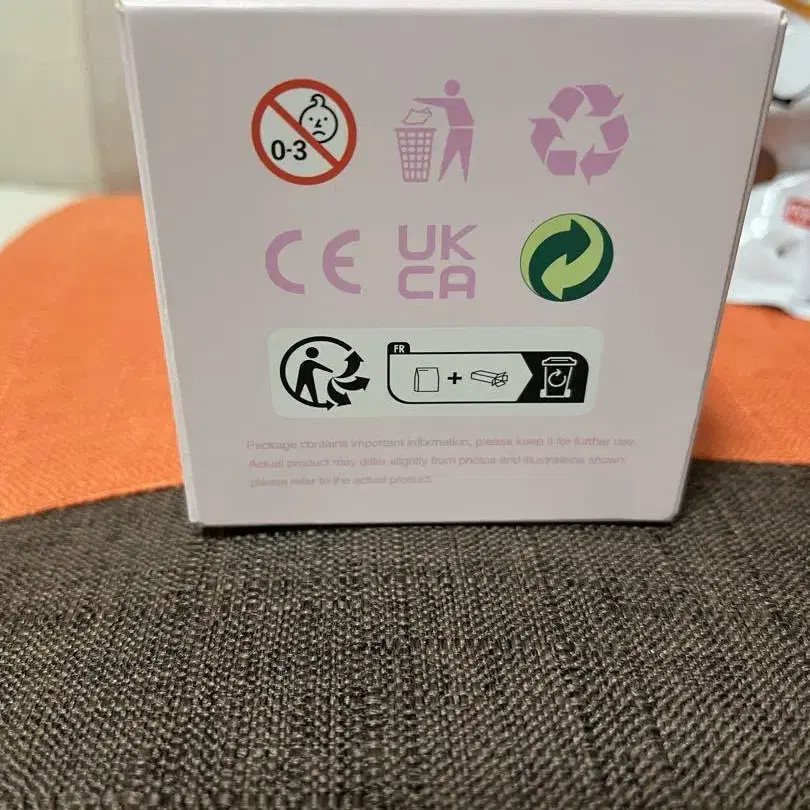 0-3
CE
UK
CA
FR
Package contains important information, please keep it for further use.
Actual product may differ slightly from photos and illustrations shown,
please refer to the actual product.